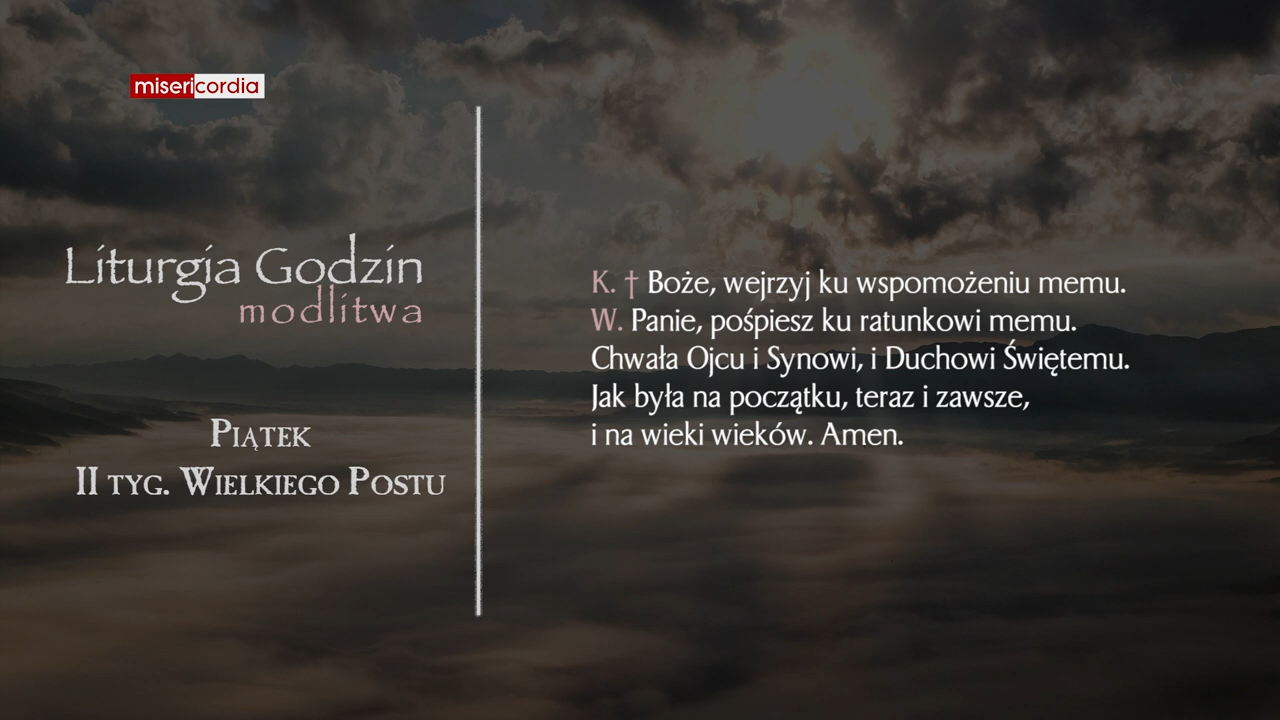 misericordia
Liturgia Godzin
modlitwa
Piątek
II tyg. Wielkiego Postu
K. † Boże, wejrzyj ku wspomożeniu memu.
W. Panie, pośpiesz ku ratunkowi memu.
Chwała Ojcu i Synowi, i Duchowi Świętemu.
Jak była na początku, teraz i zawsze,
i na wieki wieków. Amen.